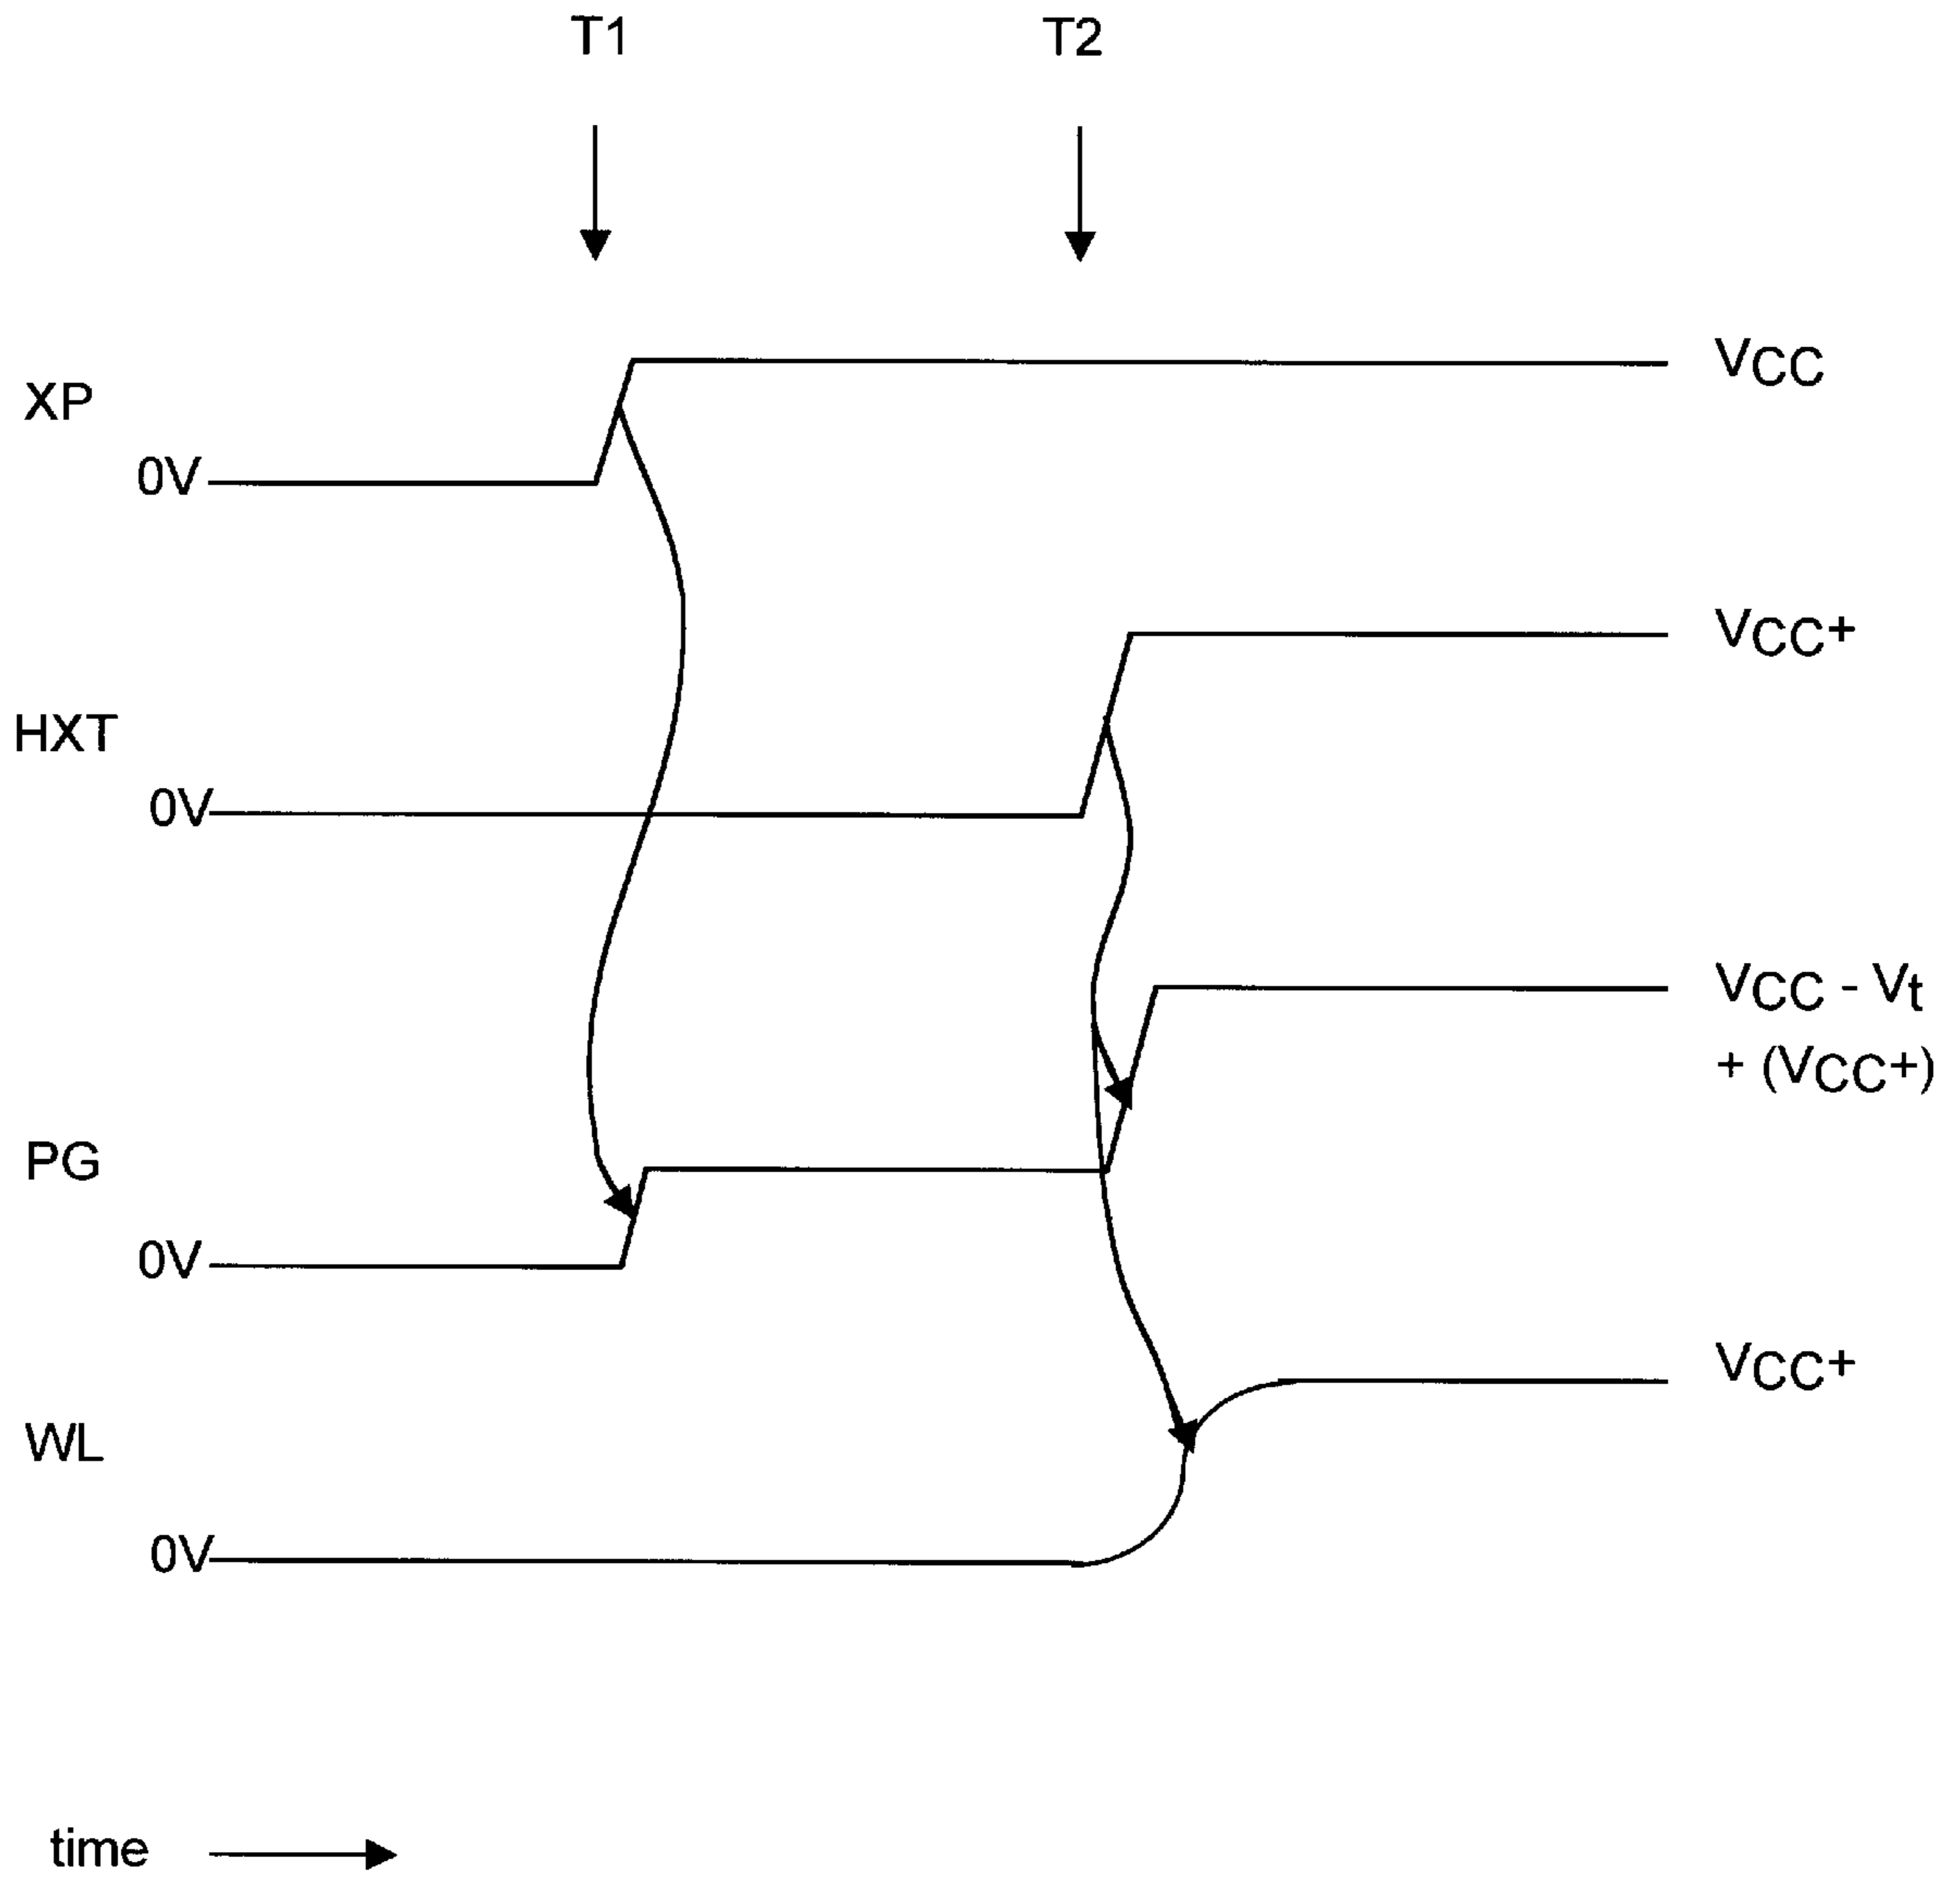 T1 T2
VCC
XP
0V
VCC+
HXT
0V
VCC - Vt
+ (VCC+)
PG
0V
VCC+
WL
0V
time